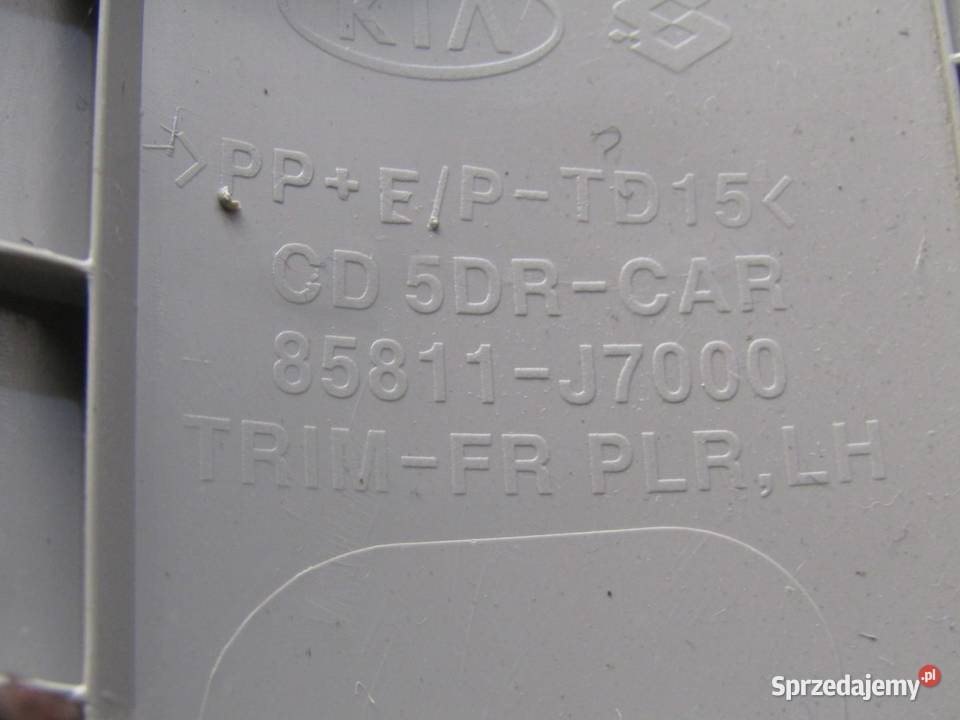 KIA
>PP+E/P-TD15<
CD 5DR-CAR
85811-J7000
TRIM-FR PLR,LH
Sprzedajemy.pl